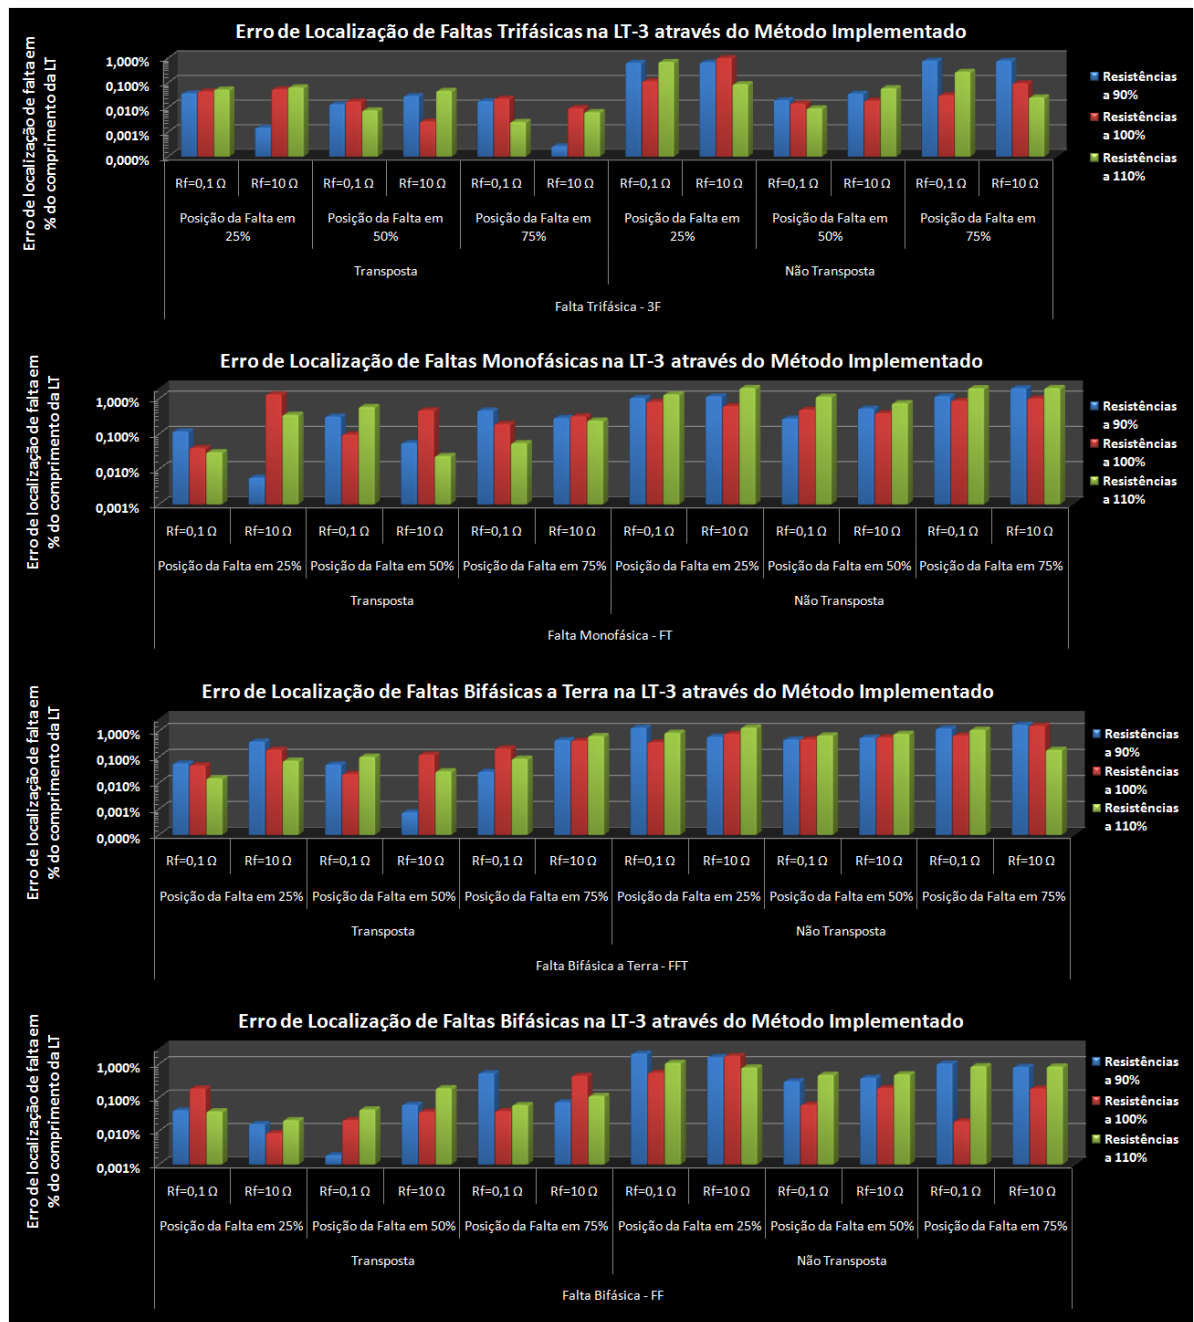 Erro de Localização de Faltas Trifásicas na LT-3 através do Método Implementado
Erro de localização de falta em
% do comprimento da LT
1,000%
0,100%
0,010%
0,001%
0,000%
Rf=0,1 Ω Rf=10 Ω Rf=0,1 Ω Rf=10 Ω Rf=0,1 Ω Rf=10 Ω Rf=0,1 Ω Rf=10 Ω Rf=0,1 Ω Rf=10 Ω Rf=0,1 Ω Rf=10 Ω
Posição da Falta em Posição da Falta em Posição da Falta em Posição da Falta em Posição da Falta em Posição da Falta em
25% 50% 75% 25% 50% 75%
Transposta Não Transposta
Falta Trifásica - 3F
Resistências
a 90%
Resistências
a 100%
Resistências
a 110%
Erro de Localização de Faltas Monofásicas na LT-3 através do Método Implementado
Erro de localização de falta em
% do comprimento da LT
1,000%
0,100%
0,010%
0,001%
Rf=0,1 Ω Rf=10 Ω Rf=0,1 Ω Rf=10 Ω Rf=0,1 Ω Rf=10 Ω Rf=0,1 Ω Rf=10 Ω Rf=0,1 Ω Rf=10 Ω Rf=0,1 Ω Rf=10 Ω
Posição da Falta em 25% Posição da Falta em 50% Posição da Falta em 75% Posição da Falta em 25% Posição da Falta em 50% Posição da Falta em 75%
Transposta Não Transposta
Falta Monofásica - FT
Resistências
a 90%
Resistências
a 100%
Resistências
a 110%
Erro de Localização de Faltas Bifásicas a Terra na LT-3 através do Método Implementado
Erro de localização de falta em
% do comprimento da LT
1,000%
0,100%
0,010%
0,001%
0,000%
Rf=0,1 Ω Rf=10 Ω Rf=0,1 Ω Rf=10 Ω Rf=0,1 Ω Rf=10 Ω Rf=0,1 Ω Rf=10 Ω Rf=0,1 Ω Rf=10 Ω Rf=0,1 Ω Rf=10 Ω
Posição da Falta em 25% Posição da Falta em 50% Posição da Falta em 75% Posição da Falta em 25% Posição da Falta em 50% Posição da Falta em 75%
Transposta Não Transposta
Falta Bifásica a Terra - FFT
Resistências
a 90%
Resistências
a 100%
Resistências
a 110%
Erro de Localização de Faltas Bifásicas na LT-3 através do Método Implementado
Erro de localização de falta em
% do comprimento da LT
1,000%
0,100%
0,010%
0,001%
Rf=0,1 Ω Rf=10 Ω Rf=0,1 Ω Rf=10 Ω Rf=0,1 Ω Rf=10 Ω Rf=0,1 Ω Rf=10 Ω Rf=0,1 Ω Rf=10 Ω Rf=0,1 Ω Rf=10 Ω
Posição da Falta em 25% Posição da Falta em 50% Posição da Falta em 75% Posição da Falta em 25% Posição da Falta em 50% Posição da Falta em 75%
Transposta Não Transposta
Falta Bifásica - FF
Resistências
a 90%
Resistências
a 100%
Resistências
a 110%